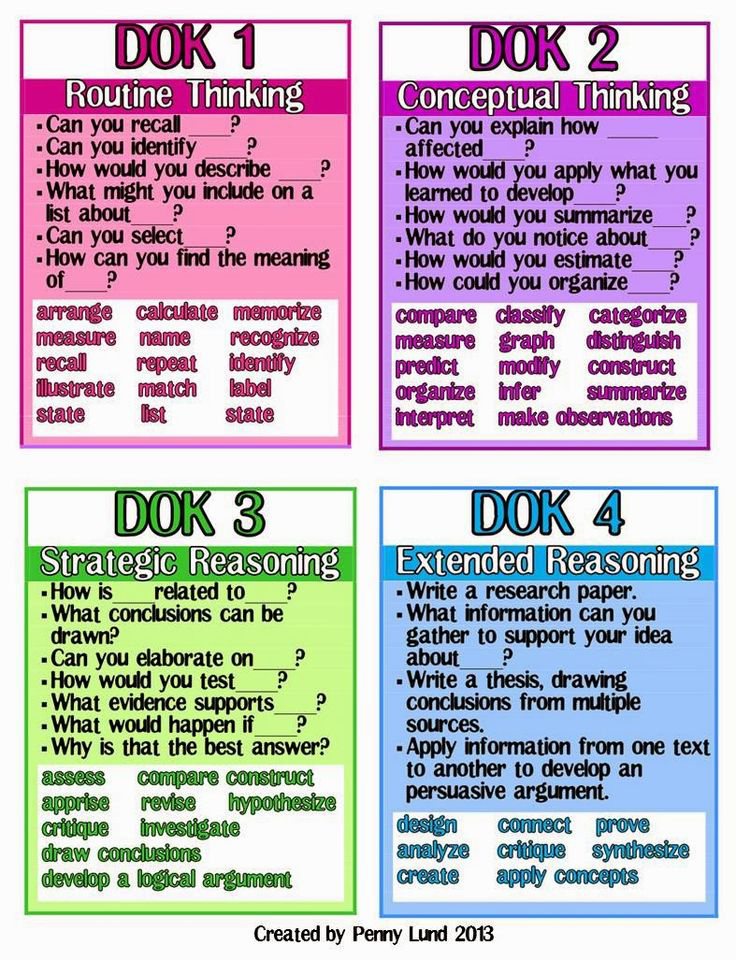 DOK 1
Routine Thinking
▪Can you recall ____?
▪Can you identify ____?
▪How would you describe ____?
▪What might you include on a
list about____?
▪Can you select____?
▪How can you find the meaning
of____?
arrange calculate memorize
measure name recognize
recall repeat identify
illustrate match label
state list state
DOK 2
Conceptual Thinking
▪Can you explain how ____
affected____?
▪How would you apply what you
learned to develop____?
▪How would you summarize____?
▪What do you notice about____?
▪How would you estimate____?
▪How could you organize____?
compare classify categorize
measure graph distinguish
predict modify construct
organize infer summarize
interpret make observations
DOK 3
Strategic Reasoning
▪How is____related to____?
▪What conclusions can be
drawn?
▪Can you elaborate on____?
▪How would you test____?
▪What evidence supports____?
▪What would happen if____?
▪Why is that the best answer?
assess compare construct
apprise revise hypothesize
critique investigate
draw conclusions
develop a logical argument
DOK 4
Extended Reasoning
▪Write a research paper.
▪What information can you
gather to support your idea
about____?
▪Write a thesis, drawing
conclusions from multiple
sources.
▪Apply information from one text
to another to develop an
persuasive argument.
design connect prove
analyze critique synthesize
create apply concepts
Created by Penny Lund 2013